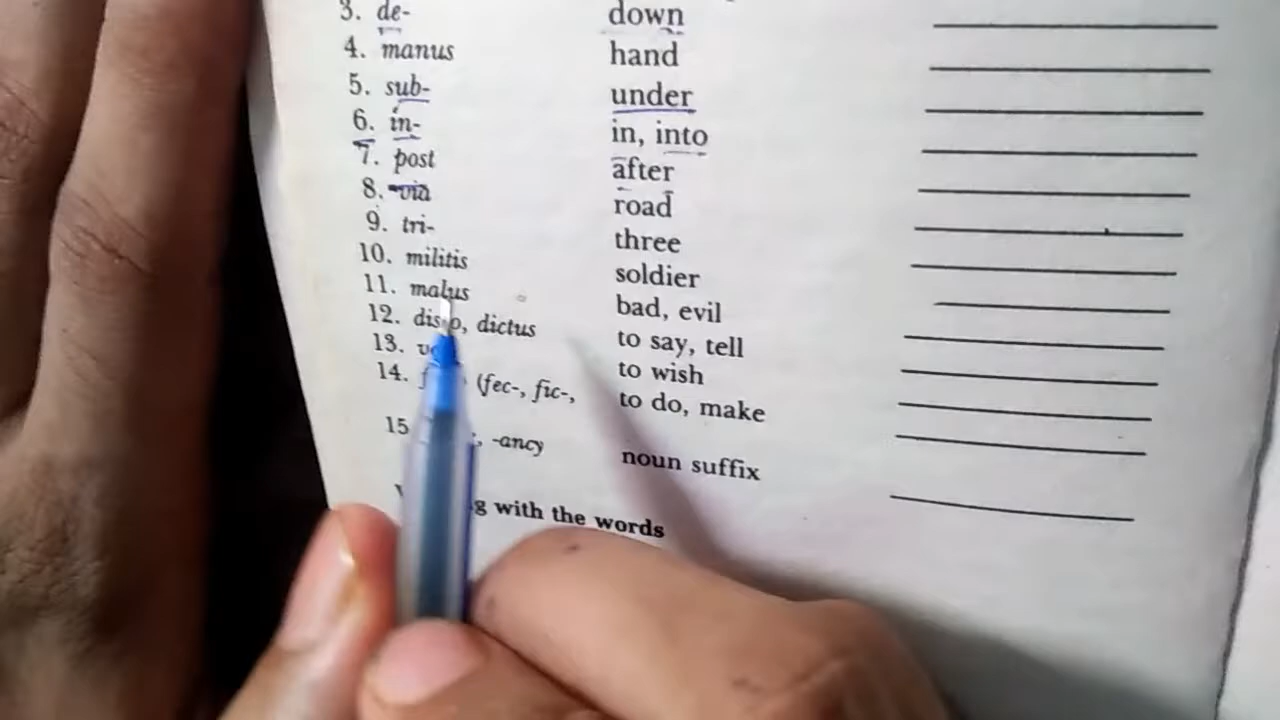 3. de- down
4. manus hand
5. sub- under
6. in- in, into
7. post after
8. via road
9. tri- three
10. militis soldier
11. malus bad, evil
12. dictus to say, tell
13. to wish
14. (fec-, fic-, to do, make
15 -ancy noun suffix
with the words